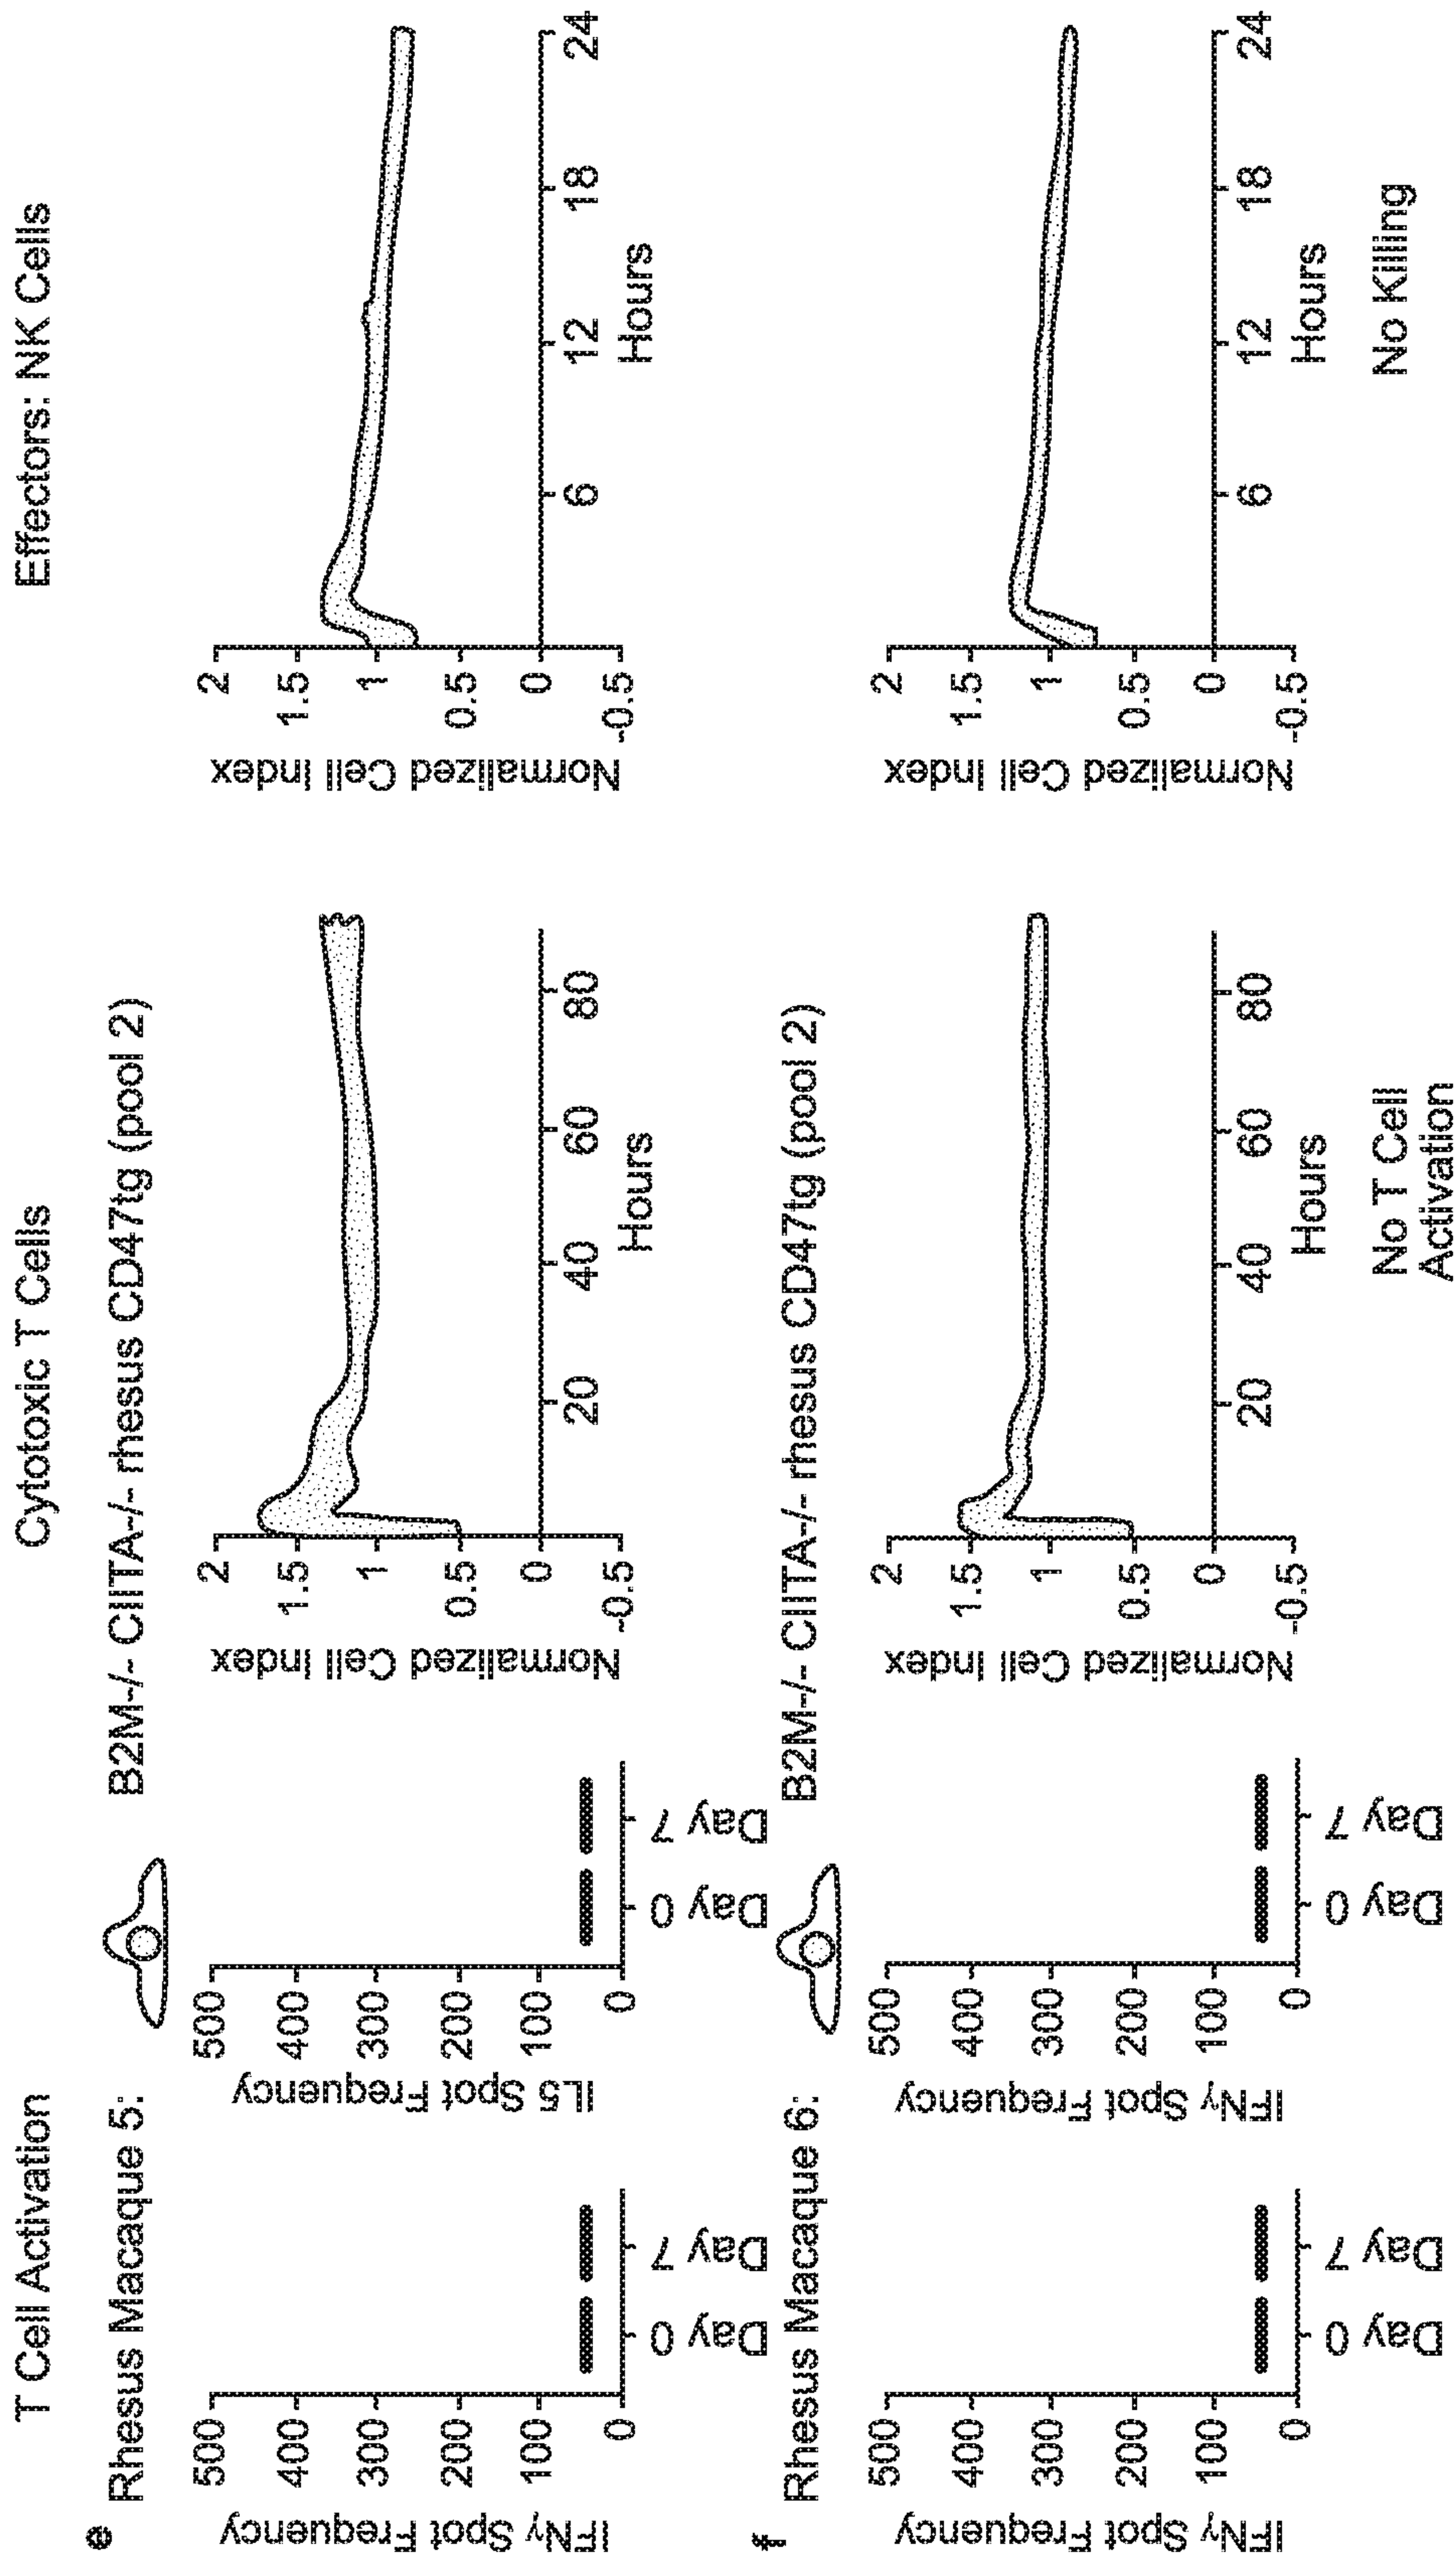 T Cell Activation
Cytotoxic T Cells
Effectors: NK Cells
e
Rhesus Macaque 5:
B2M-/- CIITA-/- rhesus CD47tg (pool 2)
IFNγ Spot Frequency
500
400
300
200
100
0
Day 0
Day 7
IL5 Spot Frequency
500
400
300
200
100
0
Day 0
Day 7
Normalized Cell Index
2
1.5
1
0.5
0
-0.5
20
40
60
80
Hours
Normalized Cell Index
2
1.5
1
0.5
0
-0.5
6
12
18
24
Hours
f
Rhesus Macaque 6:
B2M-/- CIITA-/- rhesus CD47tg (pool 2)
IFNγ Spot Frequency
500
400
300
200
100
0
Day 0
Day 7
IFNγ Spot Frequency
500
400
300
200
100
0
Day 0
Day 7
Normalized Cell Index
2
1.5
1
0.5
0
-0.5
20
40
60
80
Hours
Normalized Cell Index
2
1.5
1
0.5
0
-0.5
6
12
18
24
Hours
No T Cell
Activation
No Killing